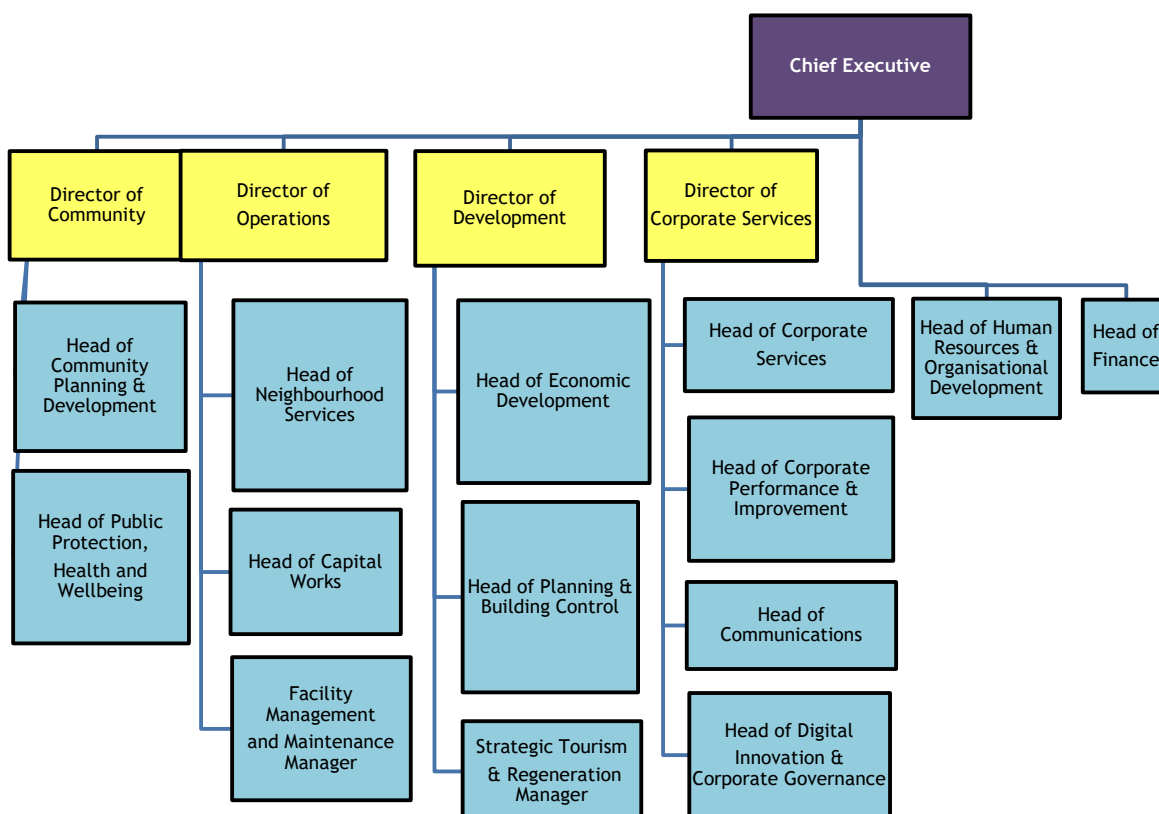 Chief Executive
Director of
Community
Director of
Operations
Director of
Development
Director of
Corporate Services
Head of
Community
Planning &
Development
Head of Public
Protection,
Health and
Wellbeing
Head of
Neighbourhood
Services
Head of Capital
Works
Facility
Management
and Maintenance
Manager
Head of Economic
Development
Head of Planning &
Building Control
Strategic Tourism
& Regeneration
Manager
Head of Corporate
Services
Head of Corporate
Performance &
Improvement
Head of
Communications
Head of Digital
Innovation &
Corporate Governance
Head of Human
Resources &
Organisational
Development
Head of
Finance